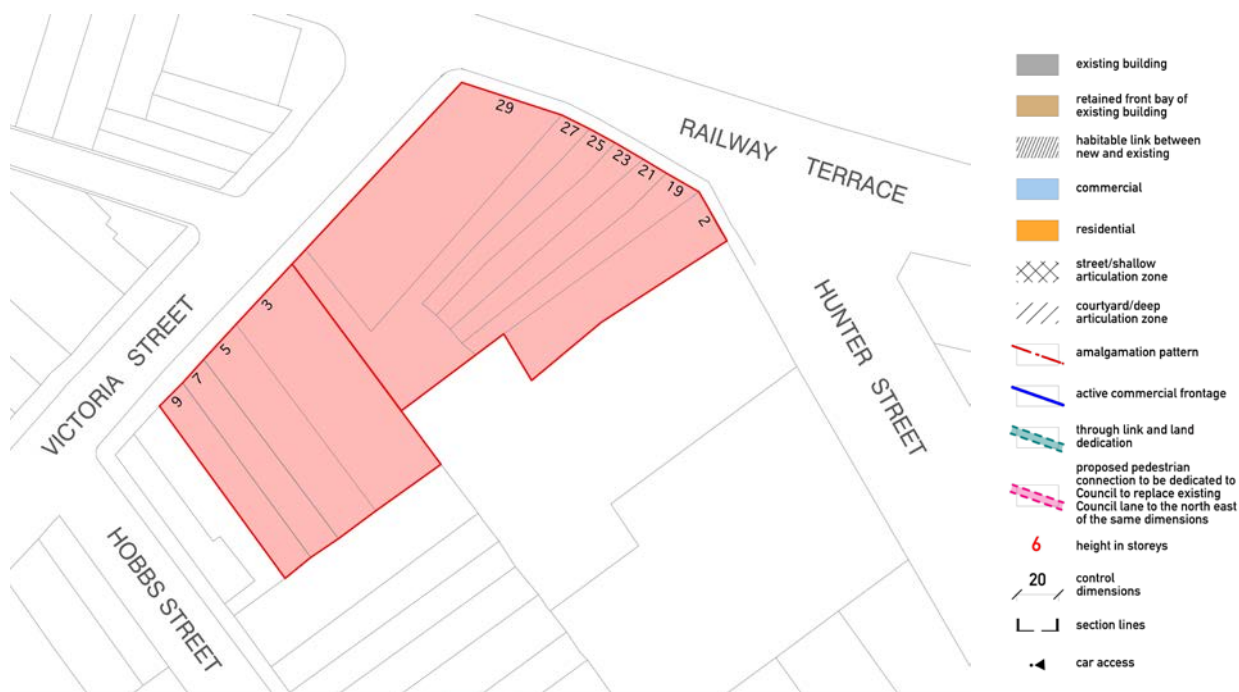 29
27
25
23
21
19
2
RAILWAY TERRACE
3
5
7
9
VICTORIA STREET
HUNTER STREET
HOBBS STREET
existing building
retained front bay of
existing building
habitable link between
new and existing
commercial
residential
street/shallow
articulation zone
courtyard/deep
articulation zone
amalgamation pattern
active commercial frontage
through link and land
dedication
proposed pedestrian
connection to be dedicated to
Council to replace existing
Council lane to the north east
of the same dimensions
6 height in storeys
20 control
dimensions
section lines
car access